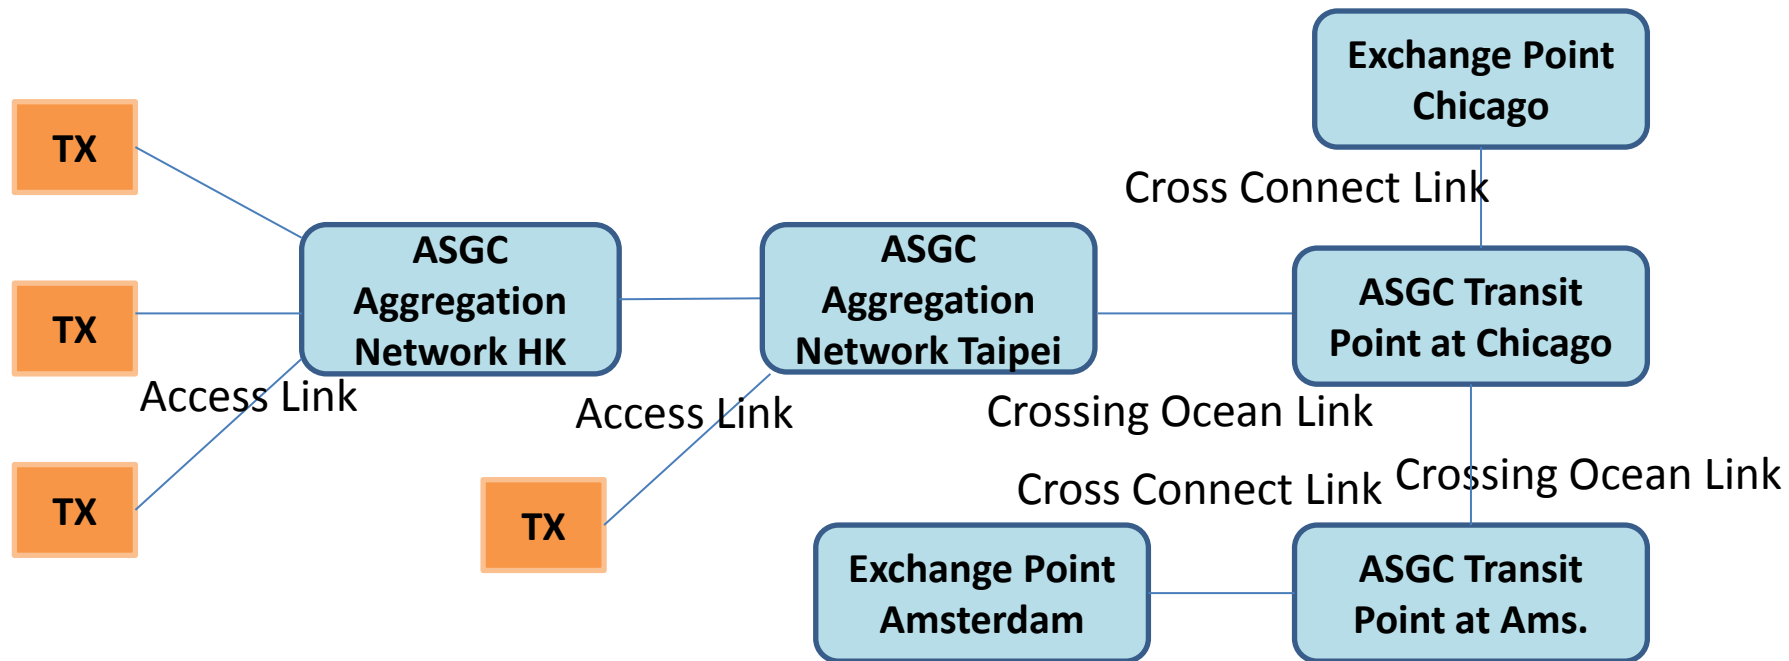 Exchange Point
Chicago
TX
Cross Connect Link
ASGC
Aggregation
Network HK
ASGC
Aggregation
Network Taipei
ASGC Transit
Point at Chicago
TX
Access Link
Access Link
Crossing Ocean Link
TX
TX
Cross Connect Link
Crossing Ocean Link
Exchange Point
Amsterdam
ASGC Transit
Point at Ams.